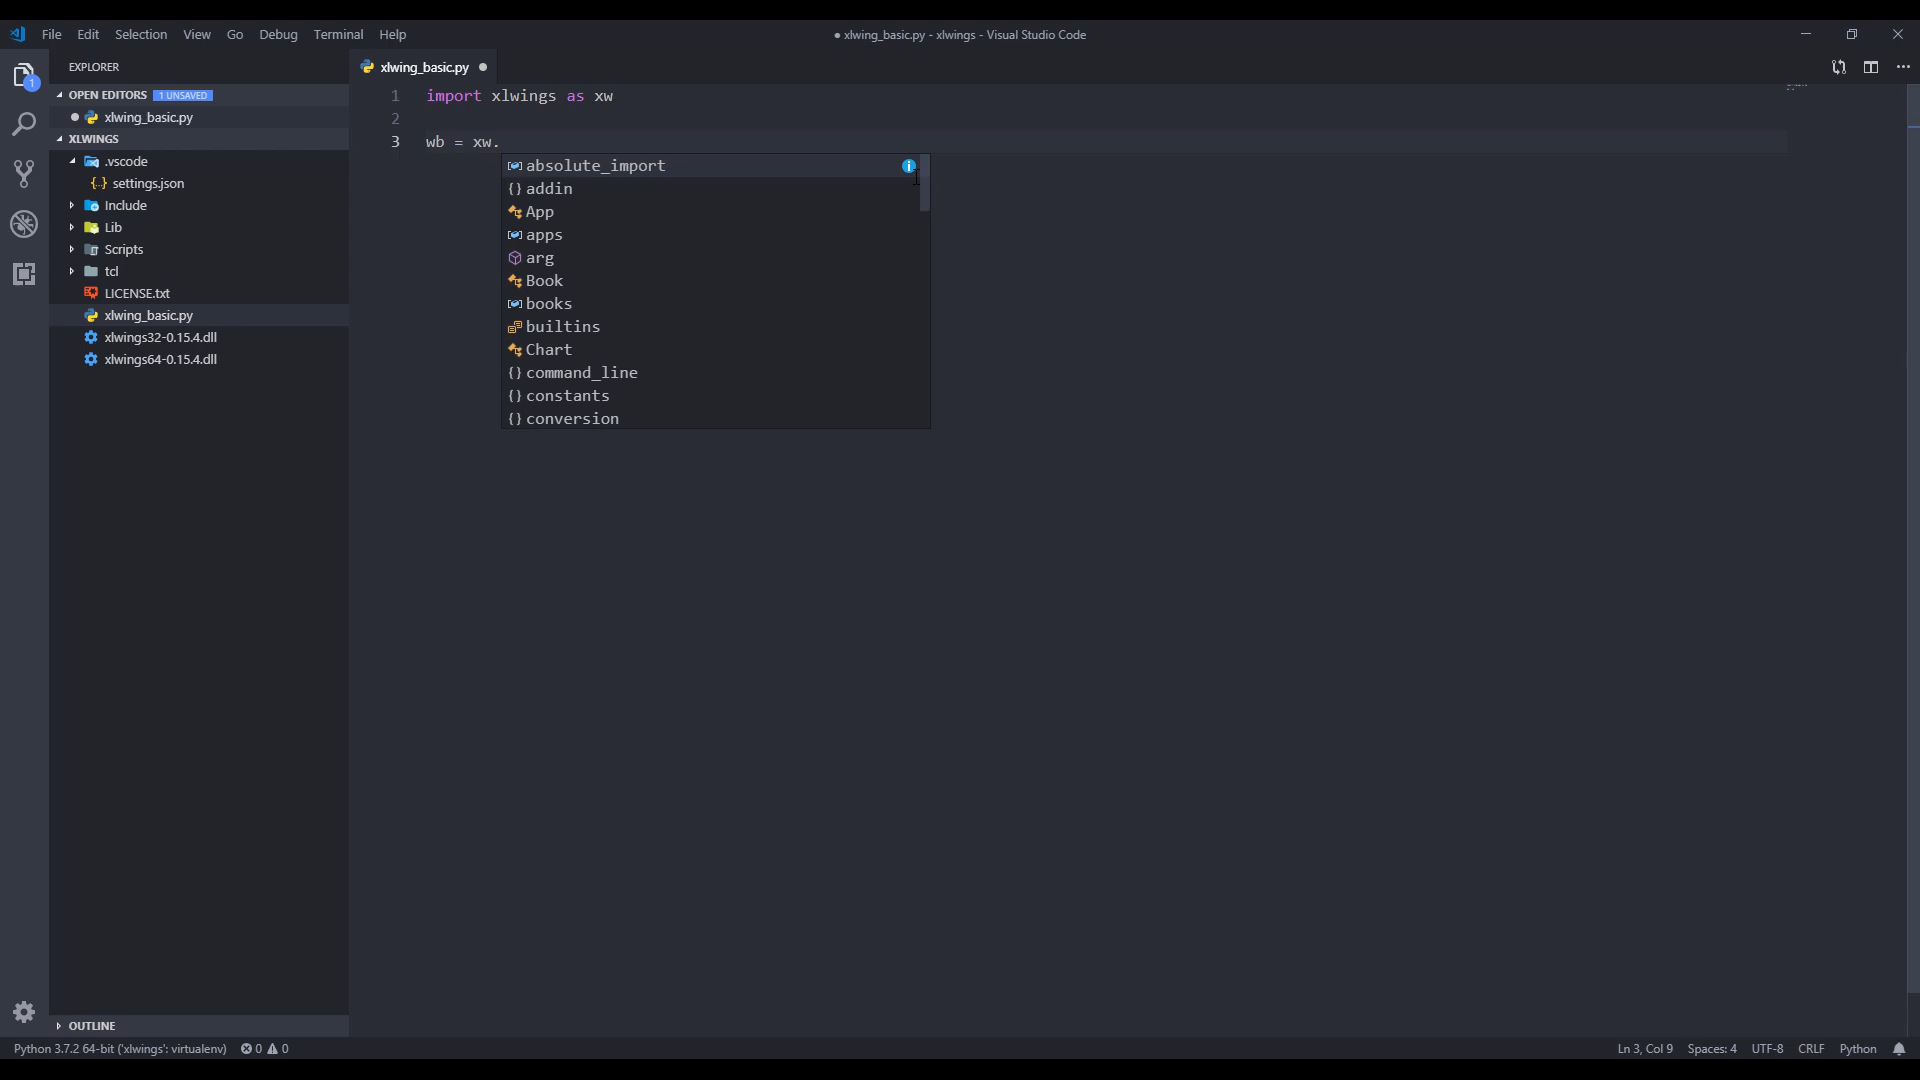 File Edit Selection View Go Debug Terminal Help
● xlwing_basic.py - xlwings - Visual Studio Code
EXPLORER
xlwing_basic.py
OPEN EDITORS 1 UNSAVED
xlwing_basic.py
XLWINGS
.vscode
{..} settings.json
Include
Lib
Scripts
tcl
LICENSE.txt
xlwing_basic.py
xlwings32-0.15.4.dll
xlwings64-0.15.4.dll
OUTLINE
1
1 import xlwings as xw
2
3 wb = xw.
absolute_import
{} addin
App
apps
arg
Book
books
builtins
Chart
{} command_line
{} constants
{} conversion
Python 3.7.2 64-bit ('xlwings': virtualenv) 0 0
Ln 3, Col 9 Spaces: 4 UTF-8 CRLF Python